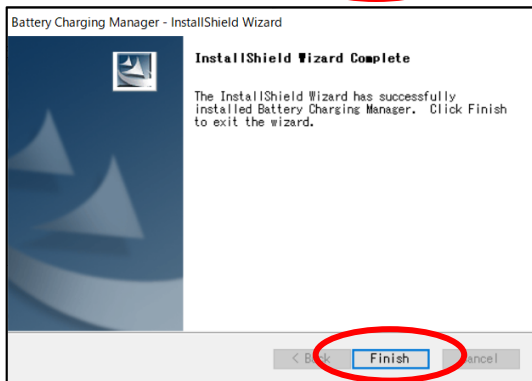 Battery Charging Manager - InstallShield Wizard
InstallShield Wizard Complete
The InstallShield Wizard has successfully
installed Battery Charging Manager. Click Finish
to exit the wizard.
< Back Finish Cancel